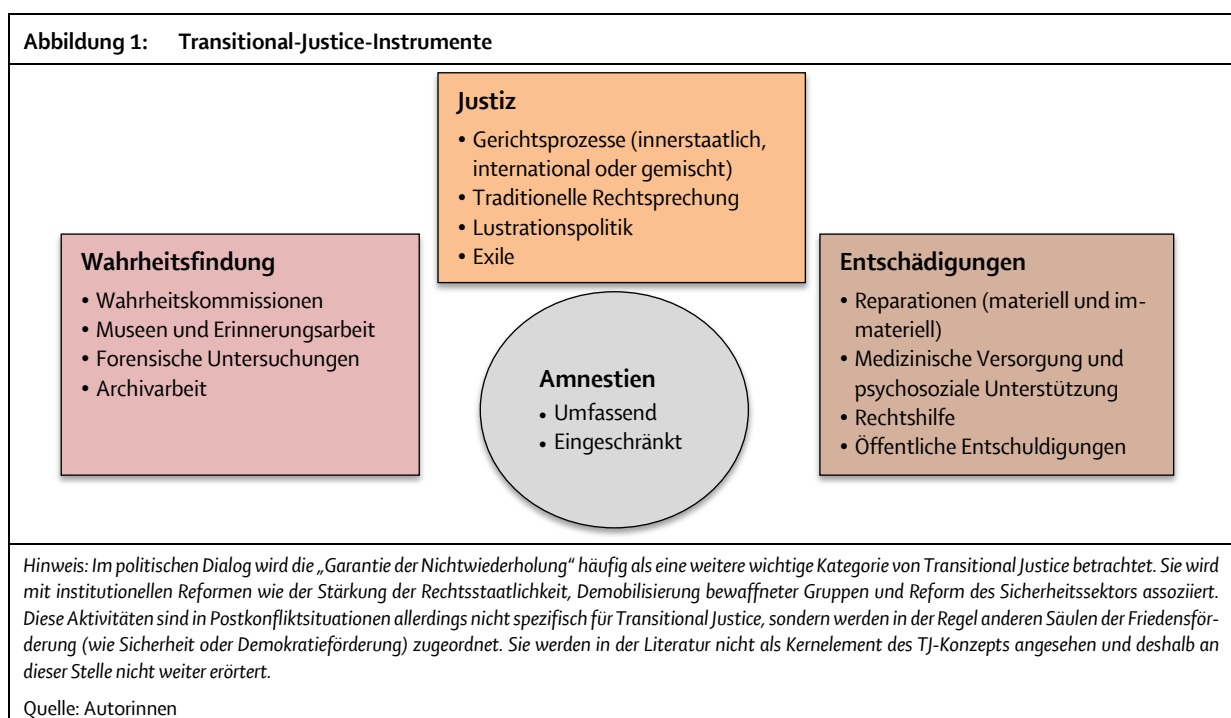 Abbildung 1: Transitional-Justice-Instrumente
Justiz
• Gerichtsprozesse (innerstaatlich,
international oder gemischt)
• Traditionelle Rechtsprechung
• Lustrationspolitik
• Exile
Wahrheitsfindung
• Wahrheitskommissionen
• Museen und Erinnerungsarbeit
• Forensische Untersuchungen
• Archivarbeit
Amnestien
• Umfassend
• Eingeschränkt
Entschädigungen
• Reparationen (materiell und im-
materiell)
• Medizinische Versorgung und
psychosoziale Unterstützung
• Rechtshilfe
• Öffentliche Entschuldigungen
Hinweis: Im politischen Dialog wird die „Garantie der Nichtwiederholung“ häufig als eine weitere wichtige Kategorie von Transitional Justice betrachtet. Sie wird
mit institutionellen Reformen wie der Stärkung der Rechtsstaatlichkeit, Demobilisierung bewaffneter Gruppen und Reform des Sicherheitssektors assoziiert.
Diese Aktivitäten sind in Postkonfliktsituationen allerdings nicht spezifisch für Transitional Justice, sondern werden in der Regel anderen Säulen der Friedensför-
derung (wie Sicherheit oder Demokratieförderung) zugeordnet. Sie werden in der Literatur nicht als Kernelement des TJ-Konzepts angesehen und deshalb an
dieser Stelle nicht weiter erörtert.
Quelle: Autorinnen